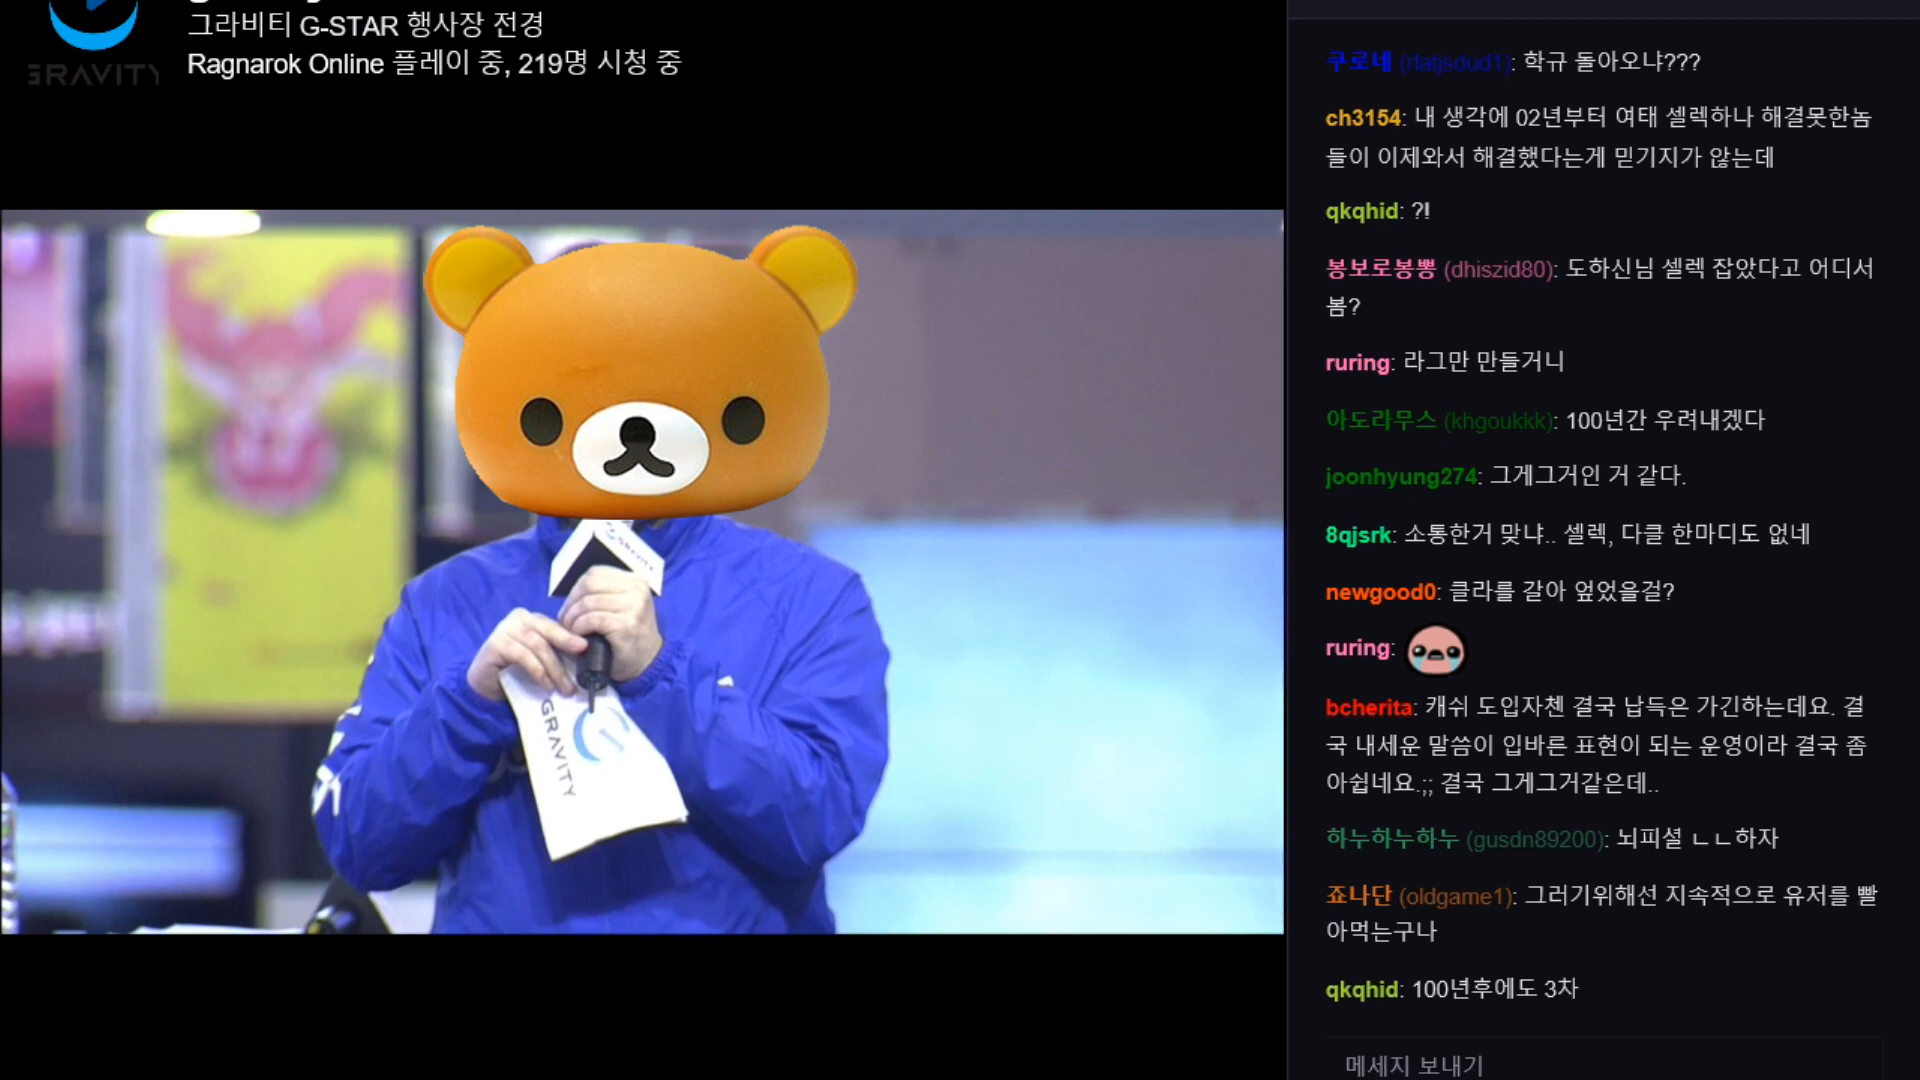 그라비티 G-STAR 행사장 전경
GRAVITY
Ragnarok Online 플레이 중, 219명 시청 중
GRAVITY
GRAVITY
쿠로네 (rlatjsdud1): 학규 돌아오냐???
ch3154: 내 생각에 02년부터 여태 셀렉하나 해결못한놈
들이 이제와서 해결했다는게 믿기지가 않는데
qkqhid: ?!
봉보로봉뽕 (dhiszid80): 도하신님 셀렉 잡았다고 어디서
봄?
ruring: 라그만 만들거니
아도라무스 (khgoukkk): 100년간 우려내겠다
joonhyung274: 그게그거인 거 같다.
8qjsrk: 소통한거 맞냐.. 셀렉, 다클 한마디도 없네
newgood0: 클라를 갈아 엎었을걸?
ruring:
bcherita: 캐쉬 도입자첸 결국 납득은 가긴하는데요. 결
국 내세운 말씀이 입바른 표현이 되는 운영이라 결국 좀
아쉽네요.;; 결국 그게그거같은데..
하누하누하누 (gusdn89200): 뇌피셜 ㄴㄴ하자
죠나단 (oldgame1): 그러기위해선 지속적으로 유저를 빨
아먹는구나
qkqhid: 100년후에도 3차
메세지 보내기